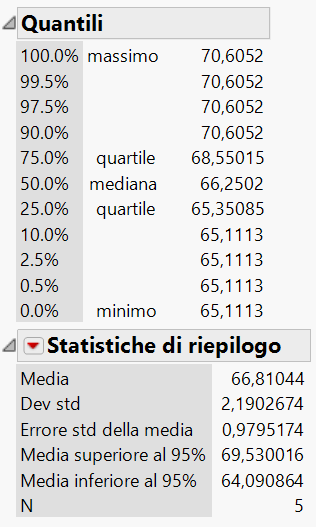 Quantili
100.0% massimo 70,6052
99.5% 70,6052
97.5% 70,6052
90.0% 70,6052
75.0% quartile 68,55015
50.0% mediana 66,2502
25.0% quartile 65,35085
10.0% 65,1113
2.5% 65,1113
0.5% 65,1113
0.0% minimo 65,1113
Statistiche di riepilogo
Media 66,81044
Dev std 2,1902674
Errore std della media 0,9795174
Media superiore al 95% 69,530016
Media inferiore al 95% 64,090864
N 5